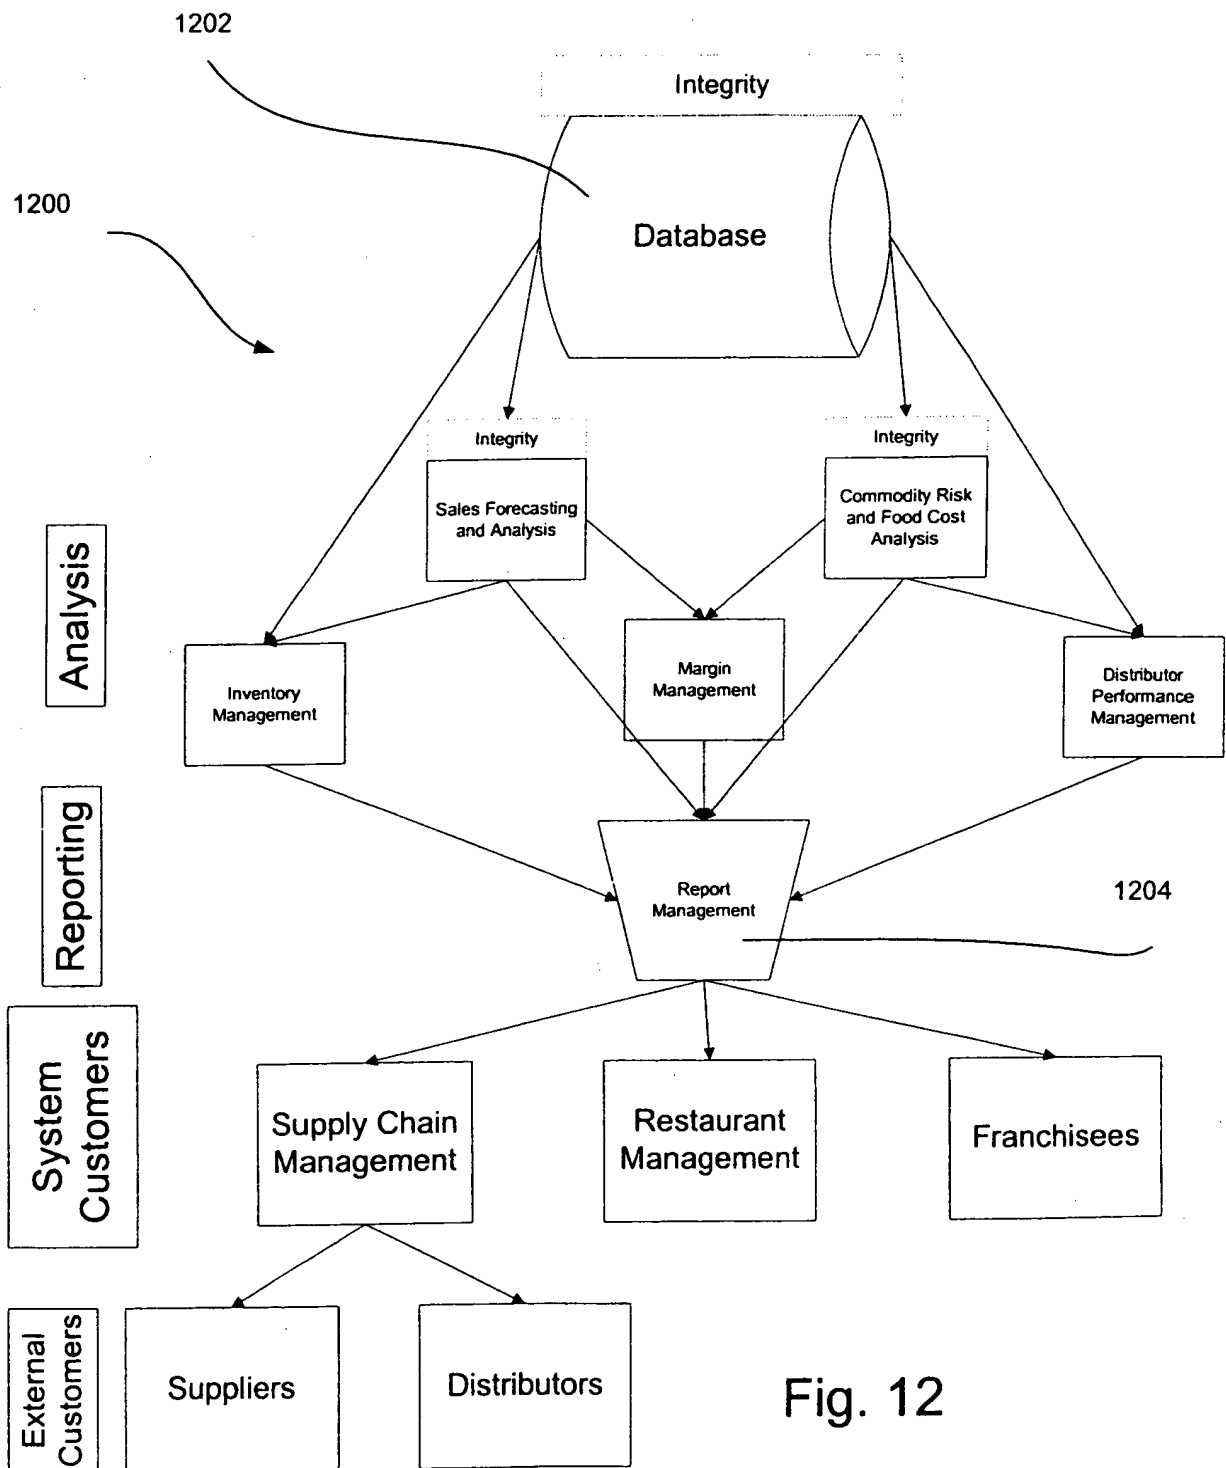 1202
Integrity
1200
Database
Integrity
Integrity
Sales Forecasting
and Analysis
Commodity Risk
and Food Cost
Analysis
Analysis
Inventory
Management
Margin
Management
Distributor
Performance
Management
Reporting
Report
Management
1204
System
Customers
Supply Chain
Management
Restaurant
Management
Franchisees
External
Customers
Suppliers
Distributors
Fig. 12